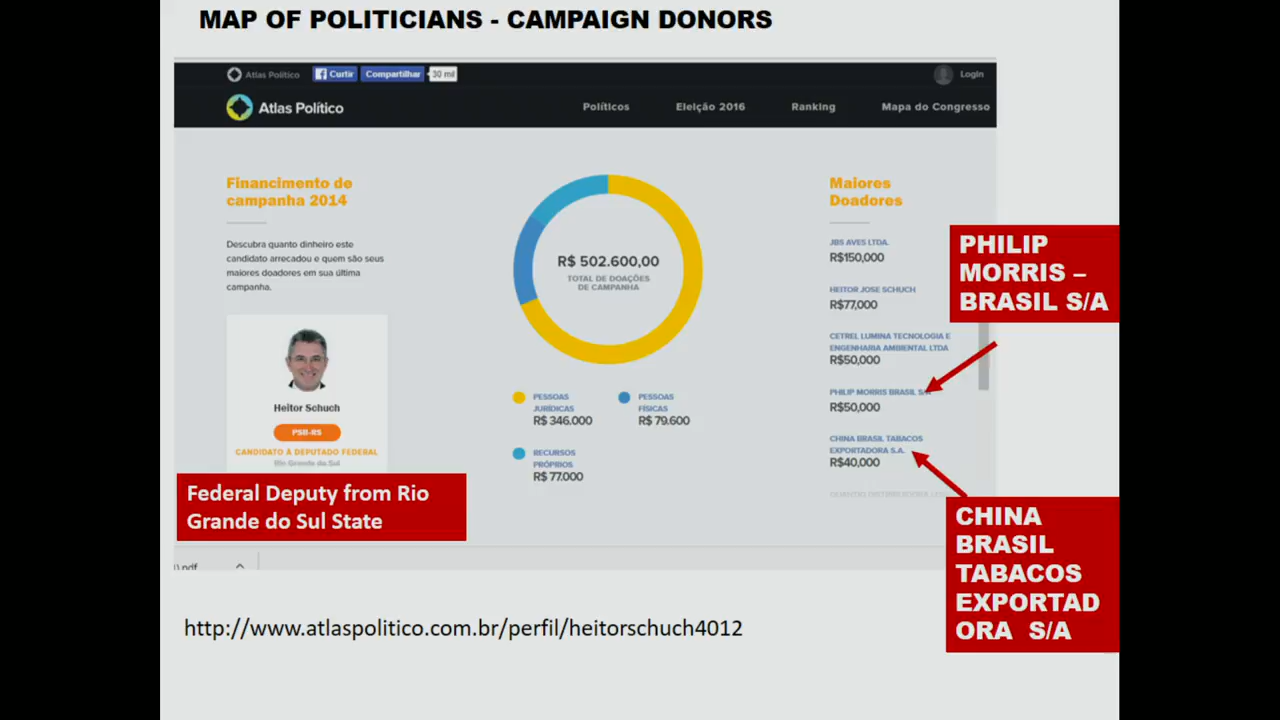 MAP OF POLITICIANS - CAMPAIGN DONORS
Atlas Político
Curtir
Compartilhar
30 mil
Login
Atlas Político
Políticos
Eleição 2016
Ranking
Mapa do Congresso
Financimento de
campanha 2014
Descubra quanto dinheiro este
candidato arrecadou e quem são seus
maiores doadores em sua última
campanha.
Heitor Schuch
PSB-RS
CANDIDATO À DEPUTADO FEDERAL
Rio Grande do Sul
Federal Deputy from Rio
Grande do Sul State
R$ 502.600,00
TOTAL DE DOAÇÕES
DE CAMPANHA
PESSOAS
JURÍDICAS
R$ 346.000
PESSOAS
FÍSICAS
R$ 79.600
RECURSOS
PRÓPRIOS
R$ 77.000
Maiores
Doadores
JBS AVES LTDA.
R$150,000
HEITOR JOSE SCHUCH
R$77,000
CETREL LUMINA TECNOLOGIA E
ENGENHARIA AMBIENTAL LTDA
R$50,000
PHILIP MORRIS BRASIL S/A
R$50,000
CHINA BRASIL TABACOS
EXPORTADORA S.A.
R$40,000
PHILIP
MORRIS –
BRASIL S/A
CHINA
BRASIL
TABACOS
EXPORTAD
ORA S/A
).pdf
http://www.atlaspolitico.com.br/perfil/heitorschuch4012